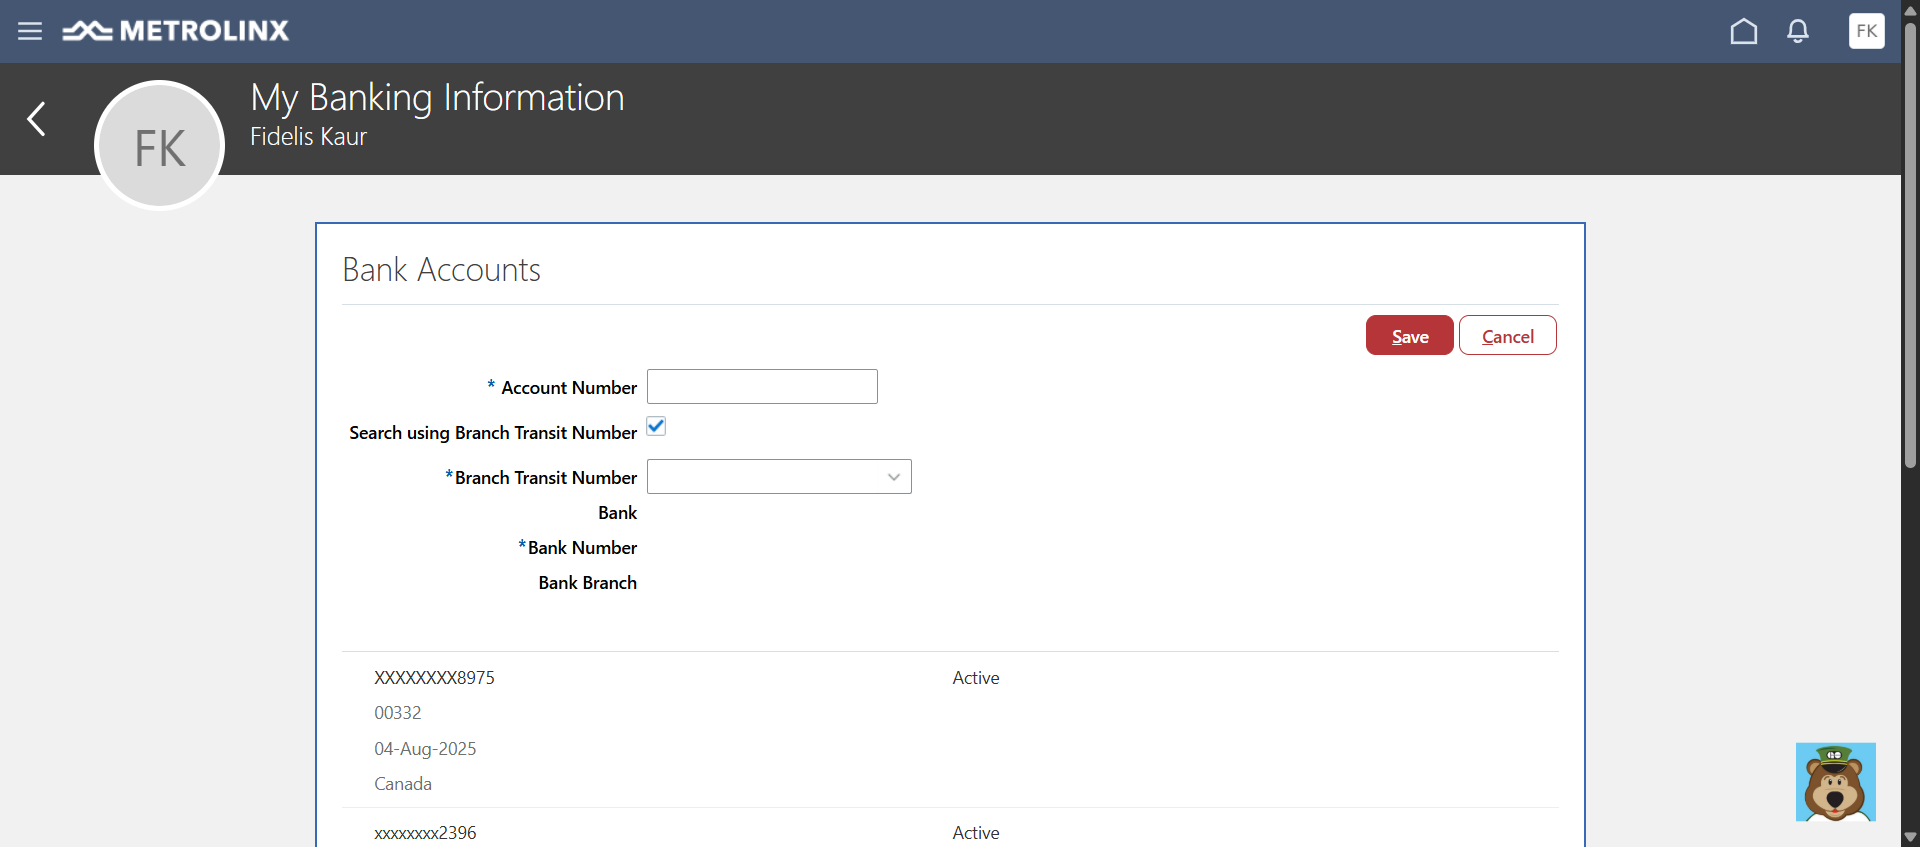 METROLINX
FK
FK
My Banking Information
Fidelis Kaur
Bank Accounts
Save
Cancel
* Account Number
Search using Branch Transit Number
*Branch Transit Number
Bank
*Bank Number
Bank Branch
XXXXXXXX8975
Active
00332
04-Aug-2025
Canada
xxxxxxxx2396
Active